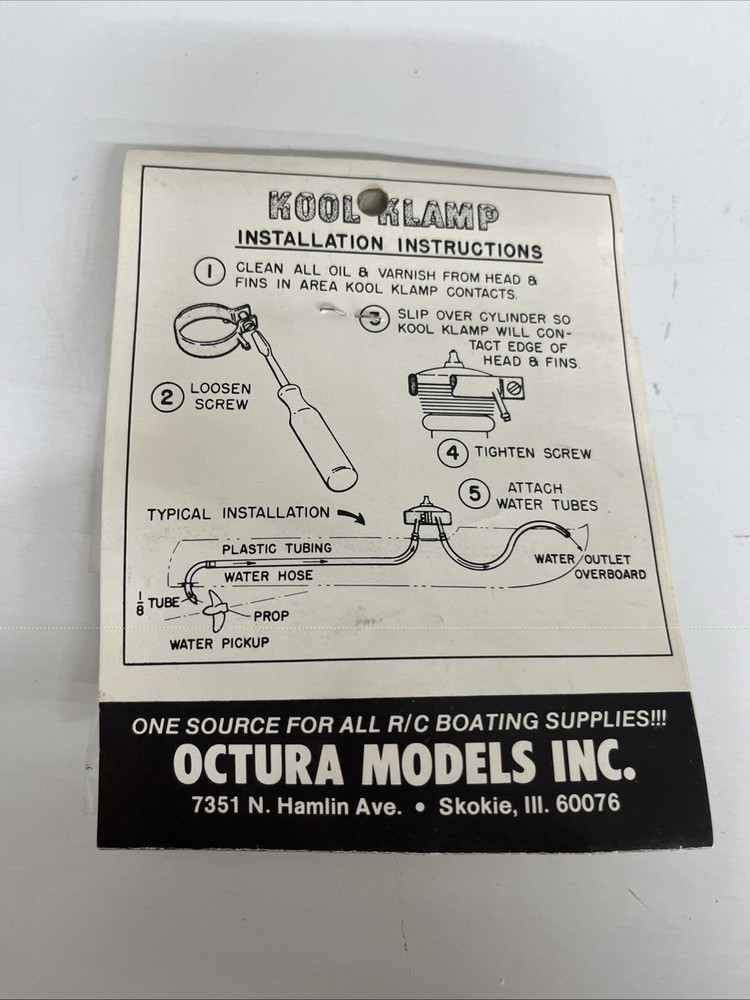 KOOL KLAMP
INSTALLATION INSTRUCTIONS
1 CLEAN ALL OIL & VARNISH FROM HEAD &
FINS IN AREA KOOL KLAMP CONTACTS.
2 LOOSEN
SCREW
3 SLIP OVER CYLINDER SO
KOOL KLAMP WILL CON-
TACT EDGE OF
HEAD & FINS.
4 TIGHTEN SCREW
5 ATTACH
WATER TUBES
TYPICAL INSTALLATION
PLASTIC TUBING
WATER HOSE
WATER OUTLET
OVERBOARD
1/8 TUBE
PROP
WATER PICKUP
ONE SOURCE FOR ALL R/C BOATING SUPPLIES!!!
OCTURA MODELS INC.
7351 N. Hamlin Ave. • Skokie, Ill. 60076